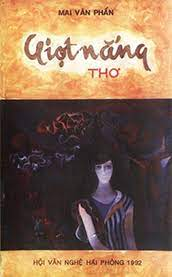 MAI VĂN PHẤN
Giọt nắng
THƠ
HỘI VĂN NGHỆ HẢI PHÒNG 1992